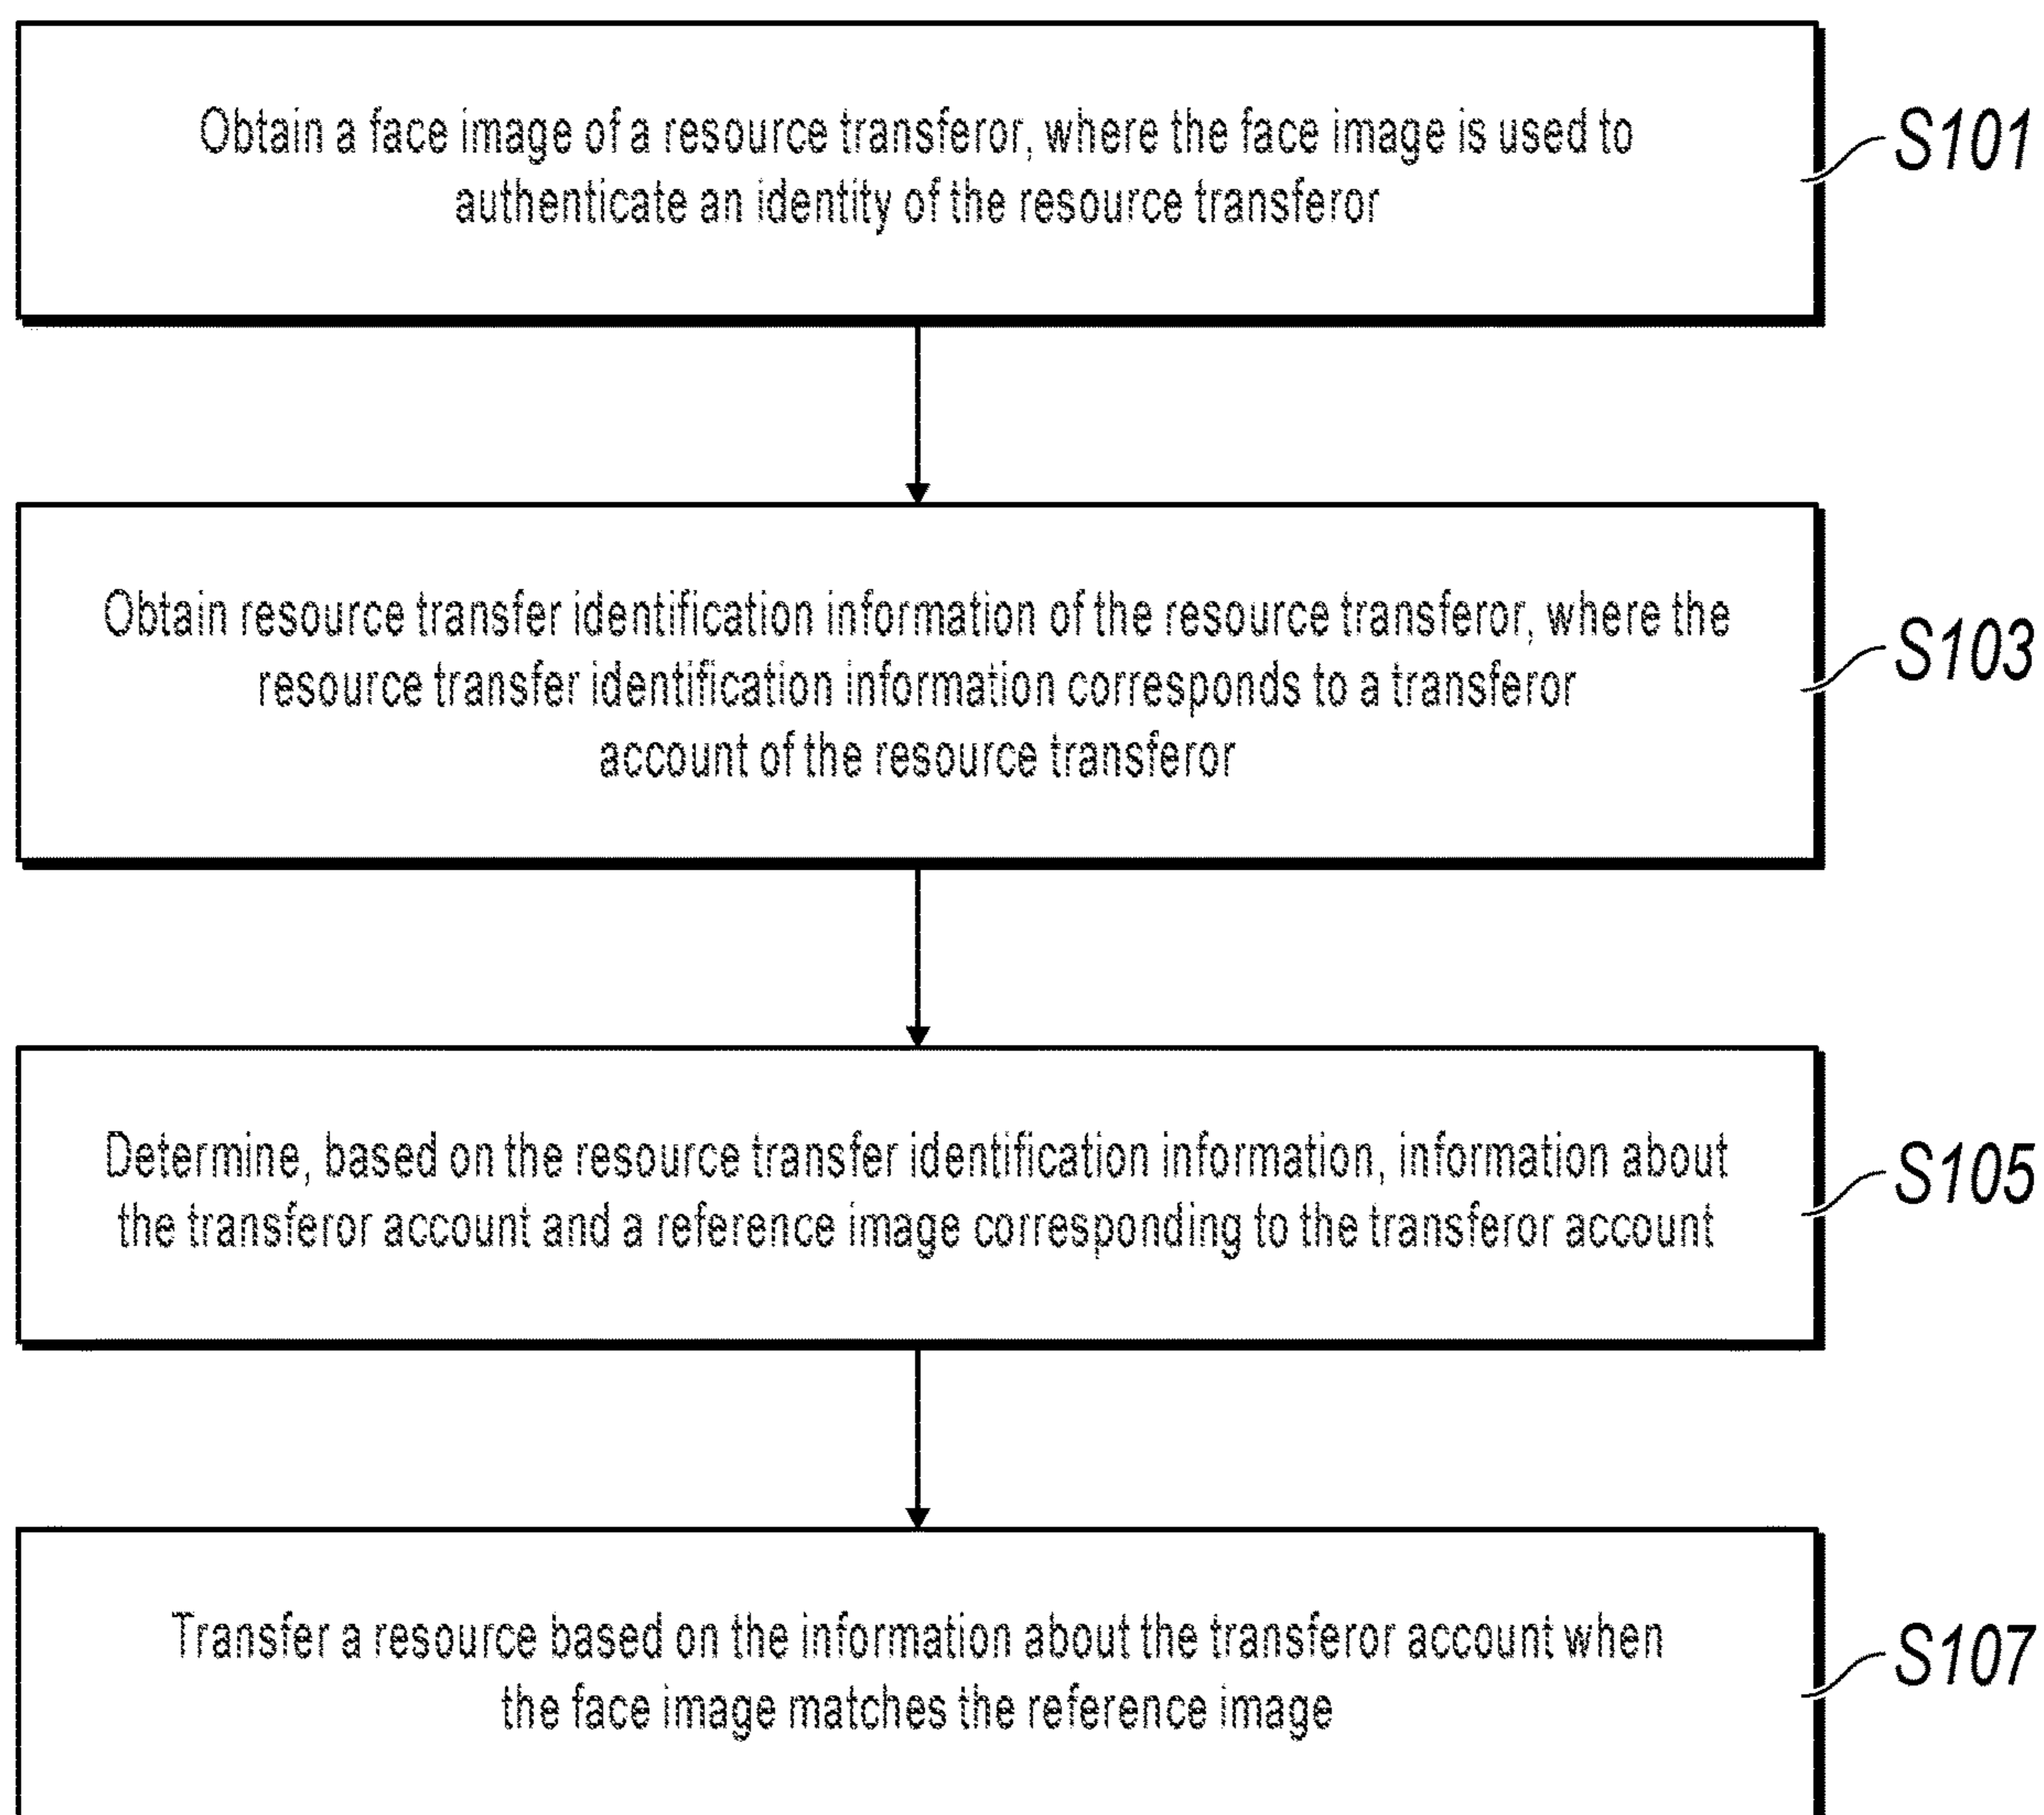 Obtain a face image of a resource transferor, where the face image is used to
authenticate an identity of the resource transferor
S101
Obtain resource transfer identification information of the resource transferor, where the
resource transfer identification information corresponds to a transferor
account of the resource transferor
S103
Determine, based on the resource transfer identification information, information about
the transferor account and a reference image corresponding to the transferor account
S105
Transfer a resource based on the information about the transferor account when
the face image matches the reference image
S107